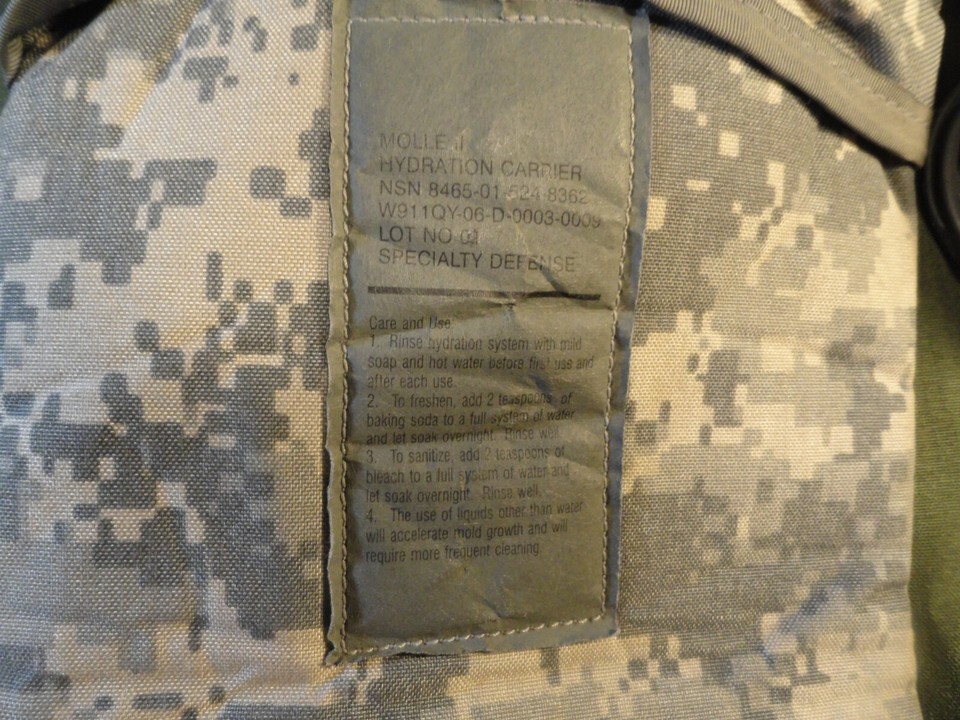 MOLLE II
HYDRATION CARRIER
NSN 8465-01-524-8362
W911QY-06-D-0003-0009
LOT NO 04
SPECIALTY DEFENSE
Care and Use
1. Rinse hydration system with mild
soap and hot water before first use and
after each use.
2. To freshen, add 2 teaspoons of
baking soda to a full system of water
and let soak overnight. Rinse well.
3. To sanitize, add 2 teaspoons of
bleach to a full system of water and
let soak overnight. Rinse well.
4. The use of liquids other than water
will accelerate mold growth and will
require more frequent cleaning.